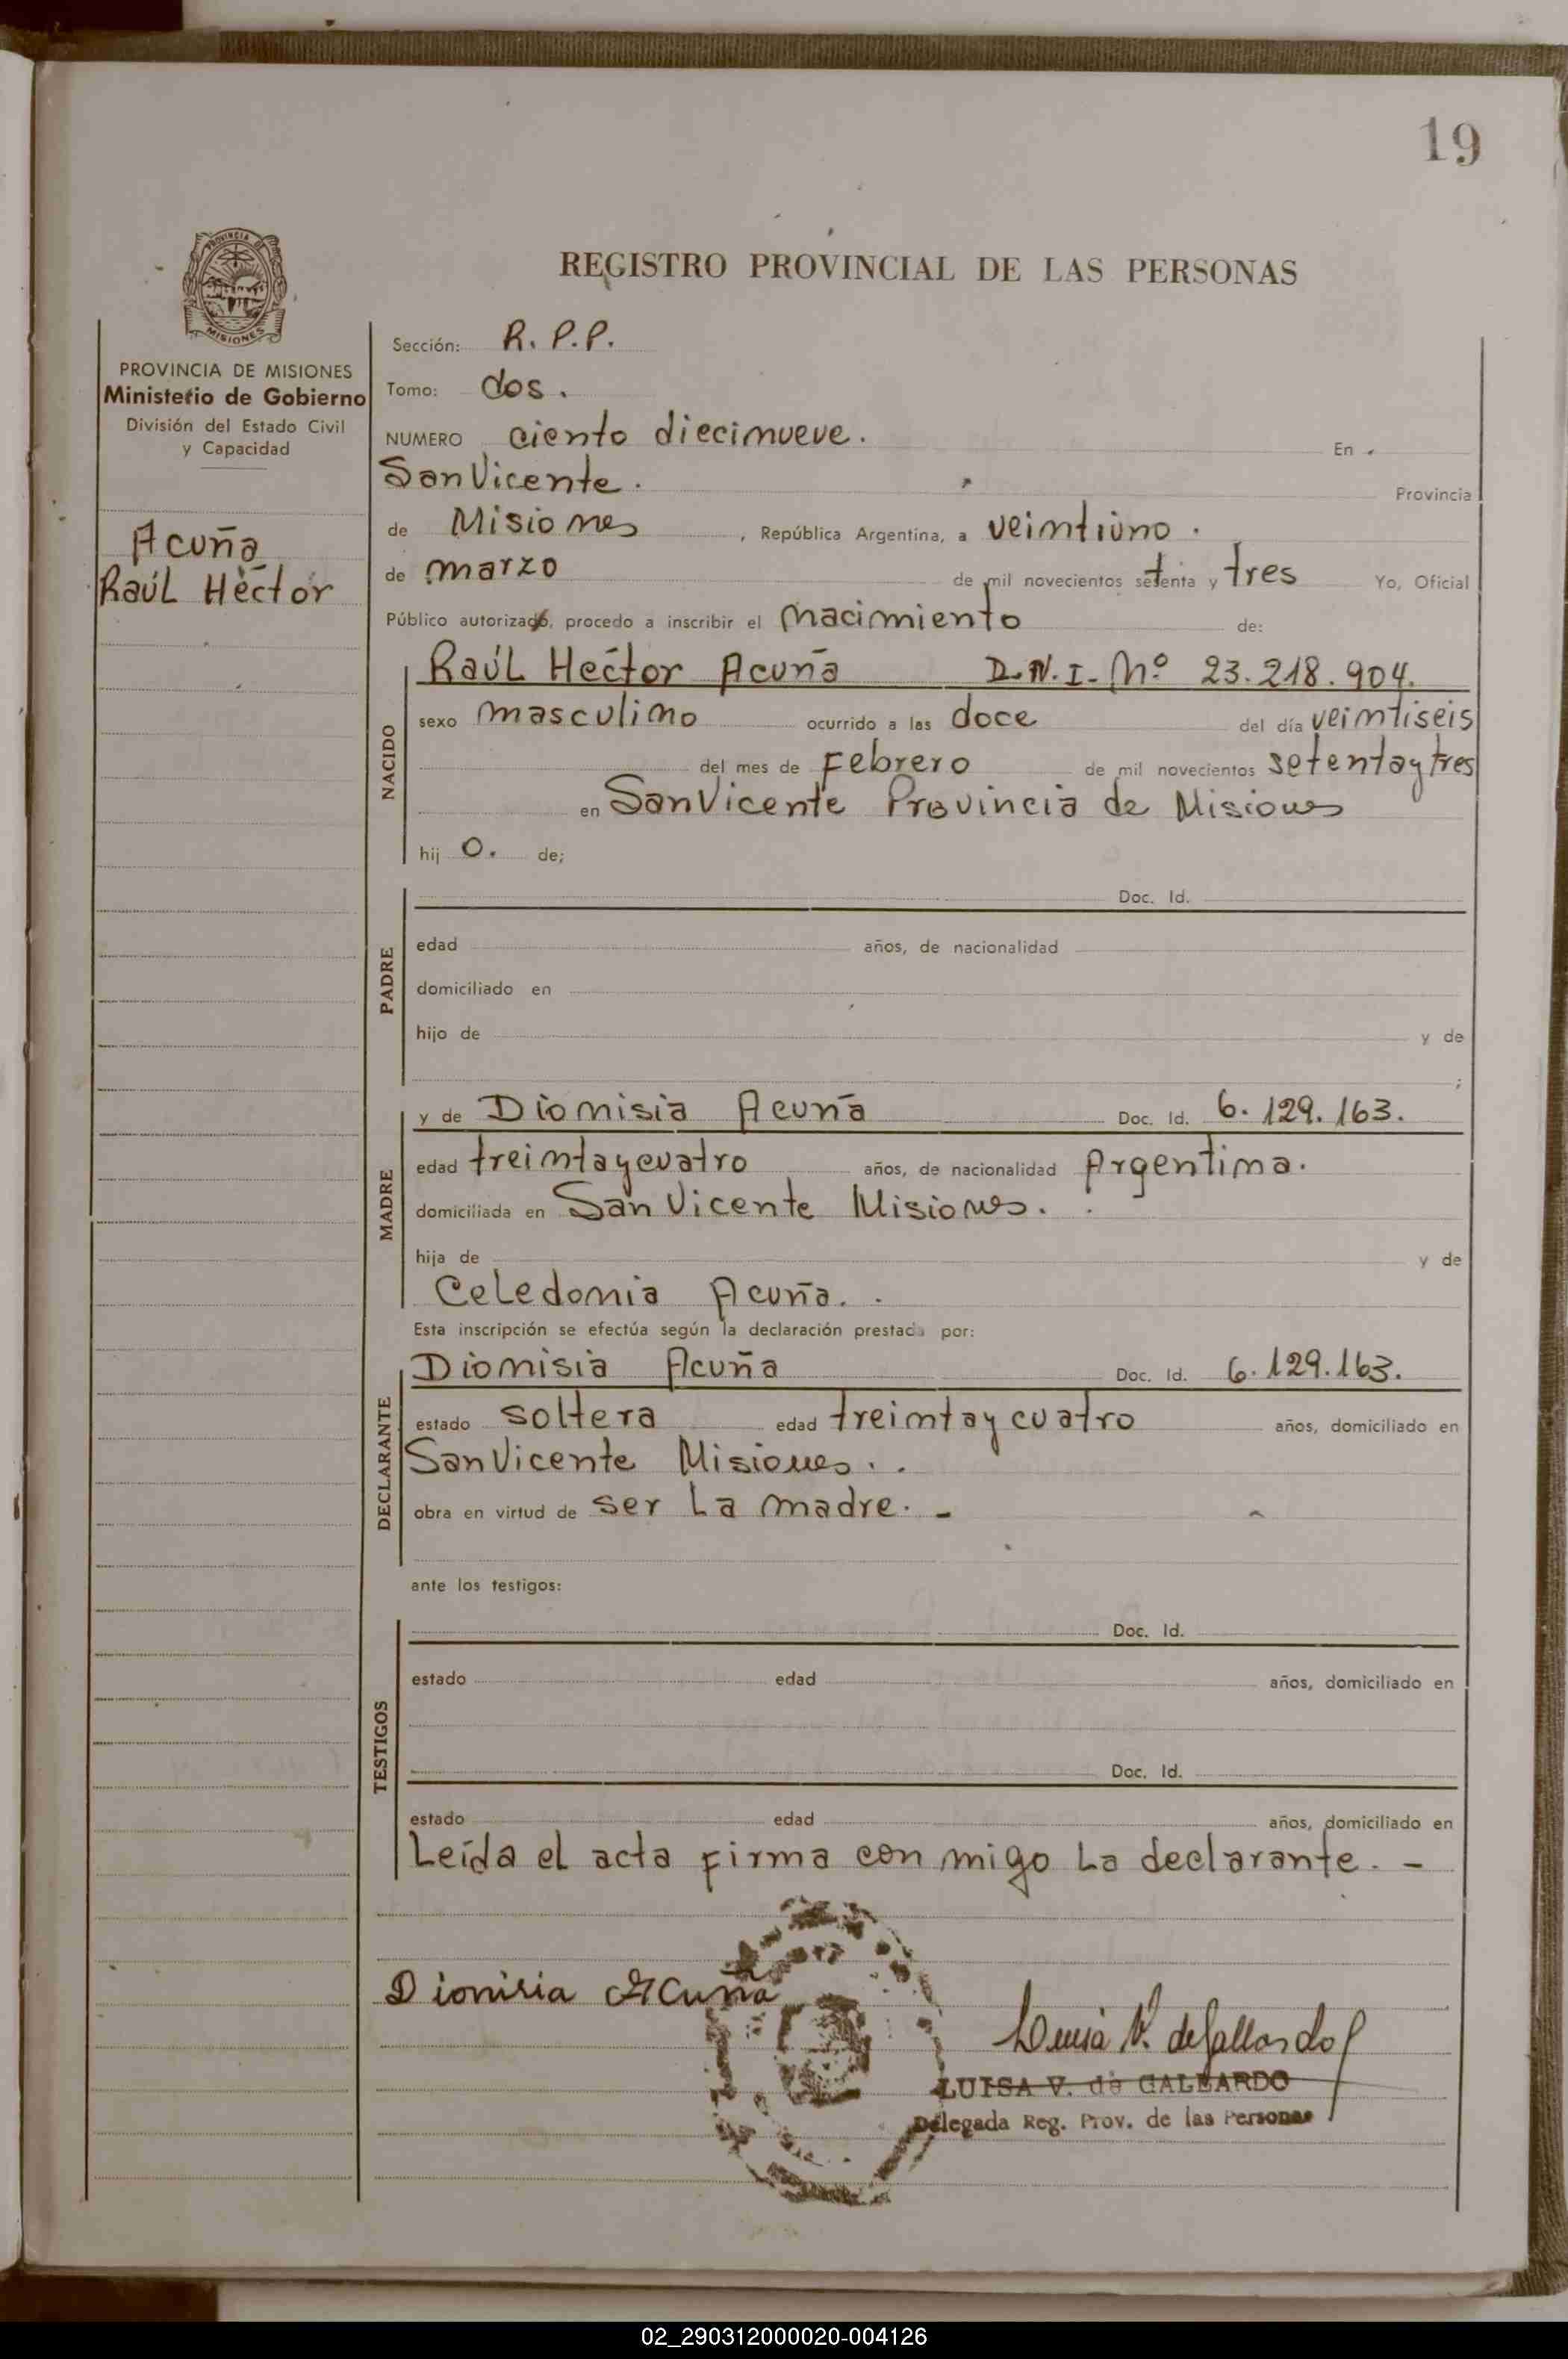 19
PROVINCIA DE
MISIONES
REGISTRO PROVINCIAL DE LAS PERSONAS
PROVINCIA DE MISIONES
Ministerio de Gobierno
División del Estado Civil
y Capacidad
Acuña
Raúl Héctor
Sección: R. P.P.
Tomo: dos.
NUMERO ciento diecinueve. En
San Vicente. Provincia
de Misiones, República Argentina, a veintiuno.
de marzo de mil novecientos setenta y tres Yo, Oficial
Público autorizado, procedo a inscribir el nacimiento de:
NACIDO
Raúl Hector Acuña D.N.I. Nº 23.218.904.
sexo masculino ocurrido a las doce del día veintiseis
del mes de Febrero de mil novecientos setenta y tres
en San Vicente Provincia de Misiones
hij o. de;
PADRE
Doc. Id.
edad años, de nacionalidad
domiciliado en
hijo de y de
;
MADRE
y de Dionisia Acuña Doc. Id. 6.129.163.
edad treinta y cuatro años, de nacionalidad Argentina.
domiciliada en San Vicente Misiones.
hija de y de
Celedonia Acuña.
Esta inscripción se efectúa según la declaración prestada por:
DECLARANTE
Dionisia Acuña Doc. Id. 6.129.163.
estado soltera edad treinta y cuatro años, domiciliado en
San Vicente Misiones..
obra en virtud de ser La madre. -
ante los testigos:
TESTIGOS
Doc. Id.
estado edad años, domiciliado en
Doc. Id.
estado edad años, domiciliado en
Leída el acta firma con migo La declarante. -
Dionisia Acuña
Luisa V. de Gallardo
LUISA V. de GALLARDO
Delegada Reg. Prov. de las Personas
02_290312000020-004126